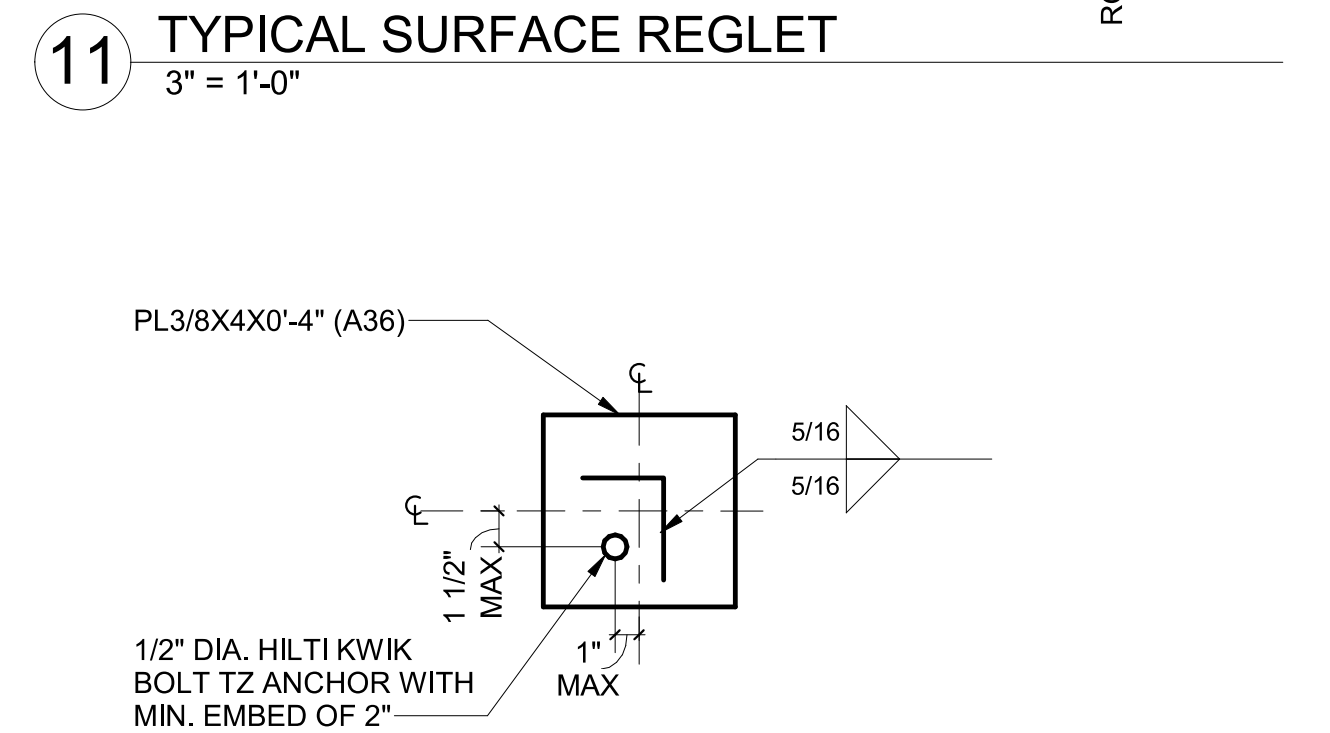 11
TYPICAL SURFACE REGLET
3" = 1'-0"
PL3/8X4X0'-4" (A36)
℄
5/16
5/16
℄
1 1/2"
MAX
1"
MAX
1/2" DIA. HILTI KWIK
BOLT TZ ANCHOR WITH
MIN. EMBED OF 2"